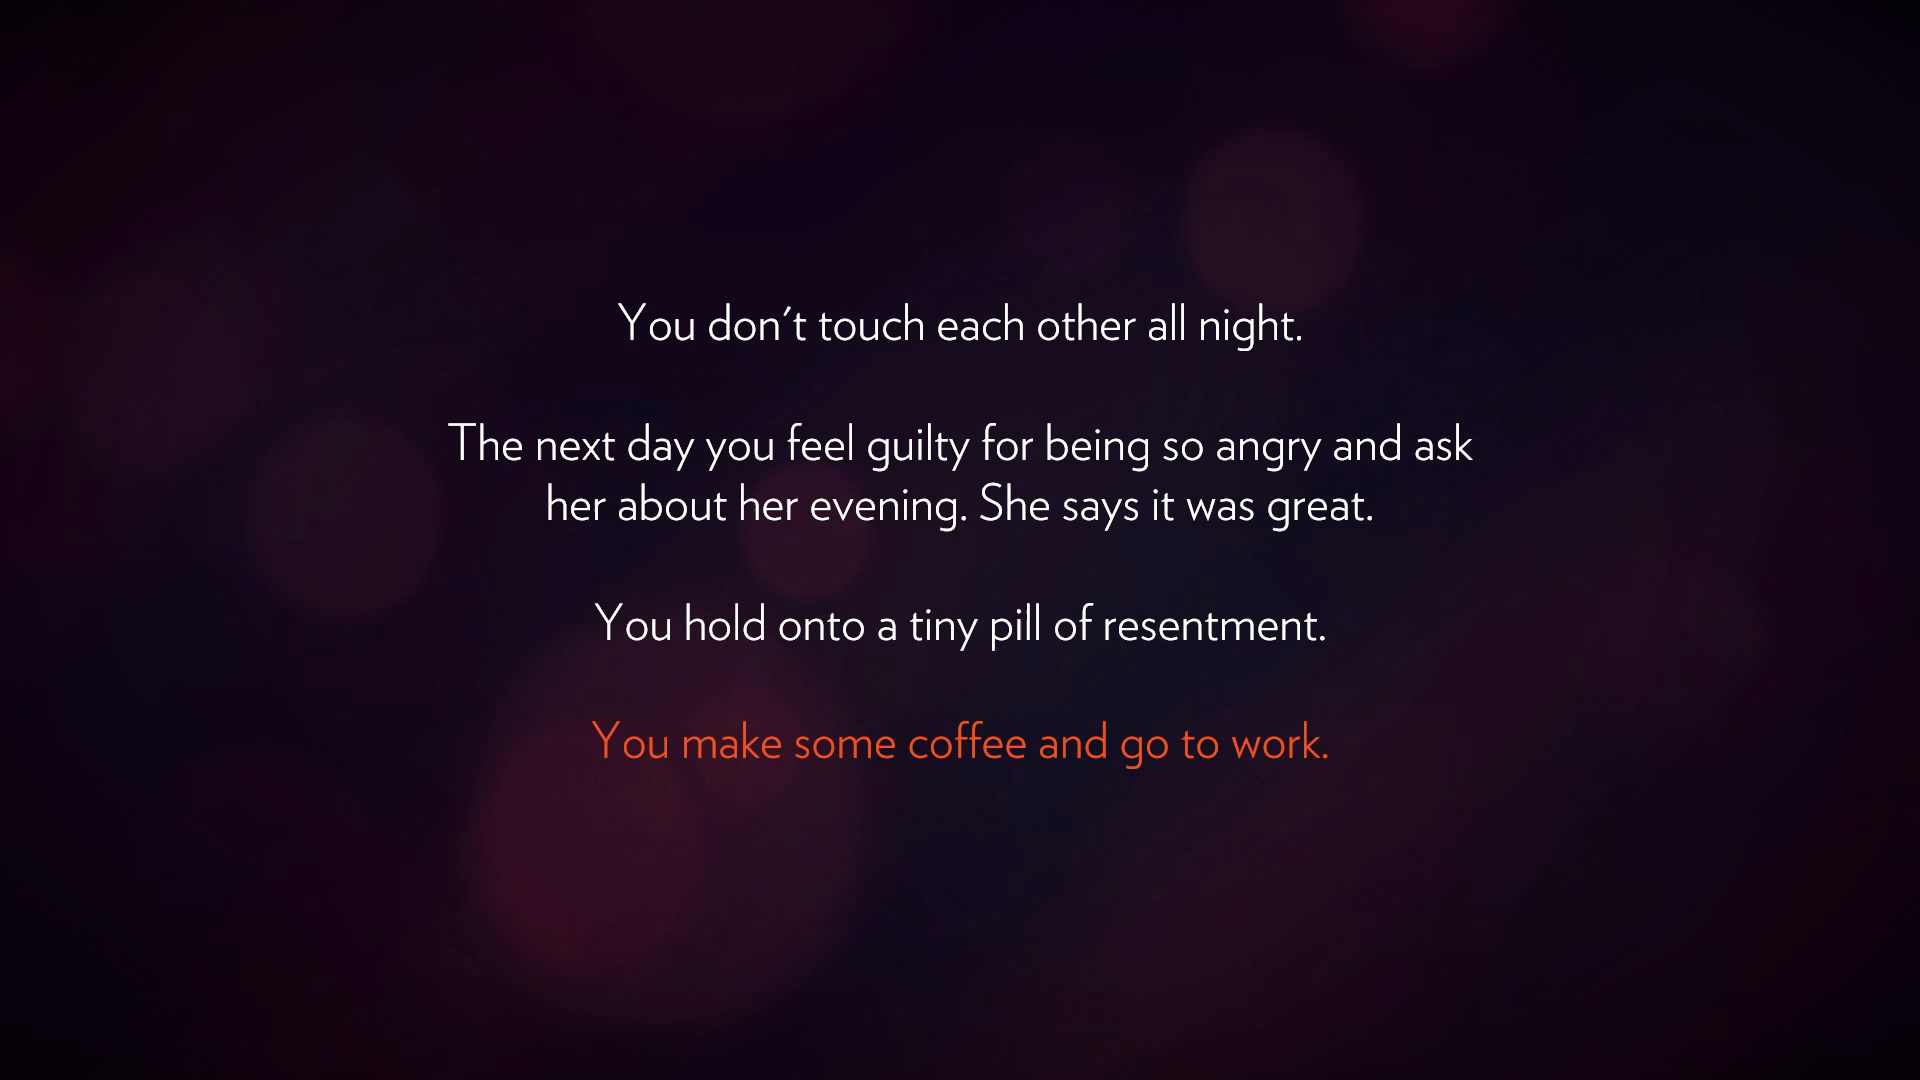 You don't touch each other all night.
The next day you feel guilty for being so angry and ask
her about her evening. She says it was great.
You hold onto a tiny pill of resentment.
You make some coffee and go to work.